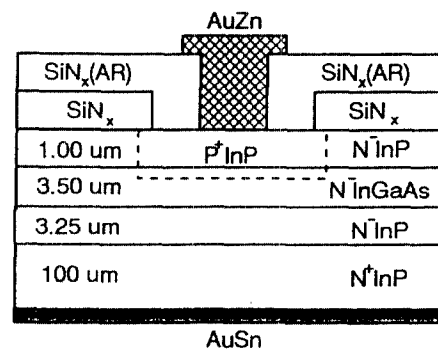 AuZn
SiNx(AR) SiNx(AR)
SiNx SiNx
1.00 um P+InP N-InP
3.50 um N-InGaAs
3.25 um N-InP
100 um N+InP
AuSn